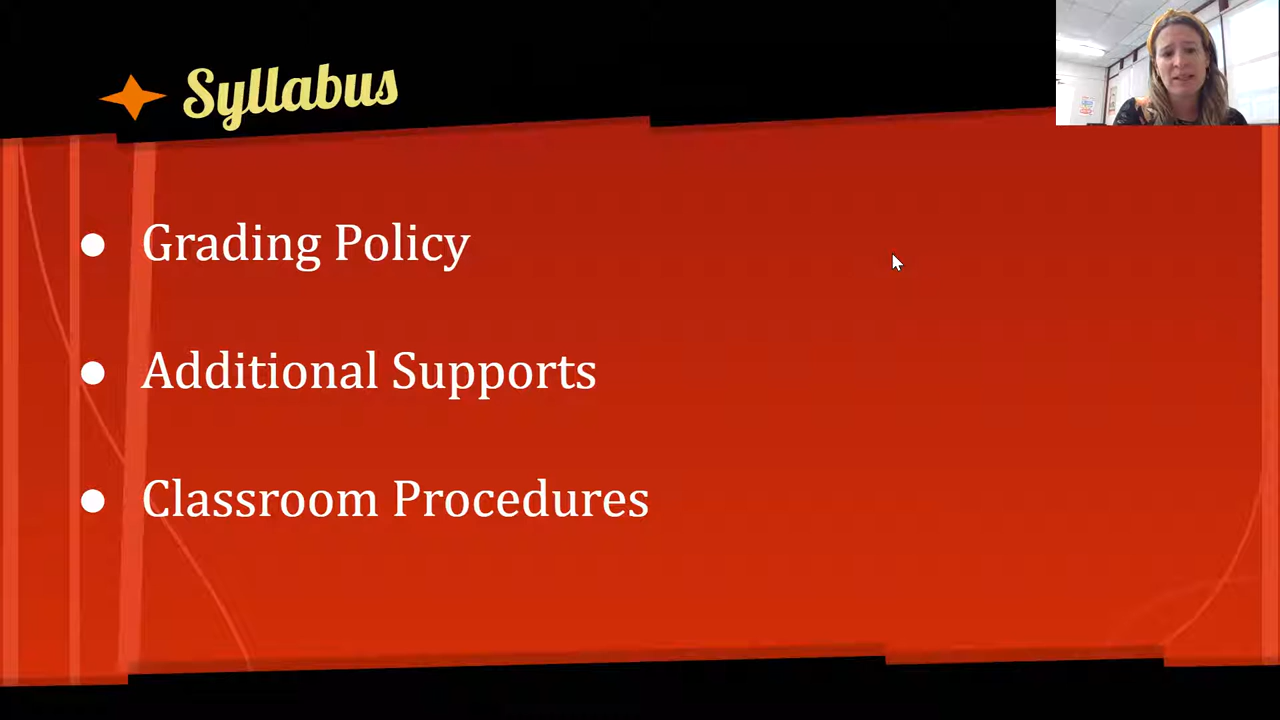 Syllabus
● Grading Policy
● Additional Supports
● Classroom Procedures